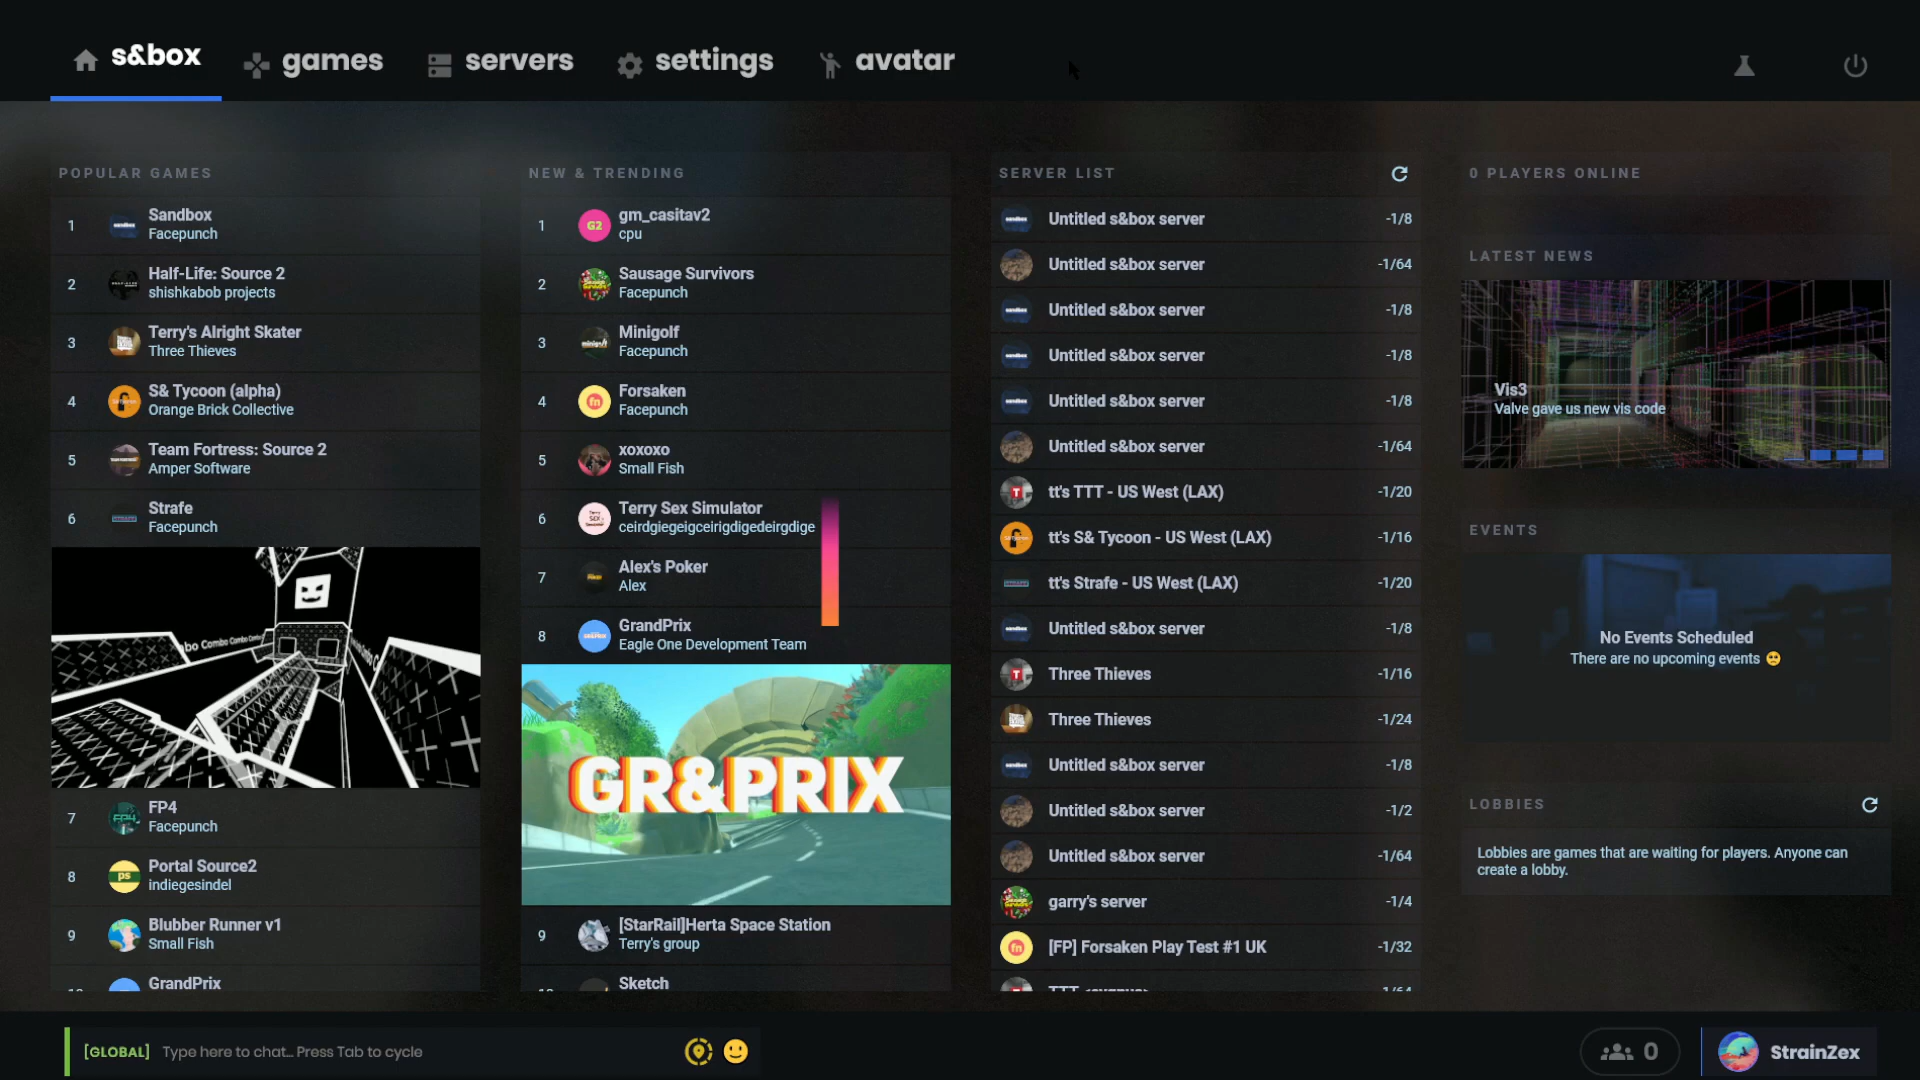 s&box
games
servers
settings
avatar
POPULAR GAMES
1
Sandbox
Facepunch
2
Half-Life: Source 2
shishkabob projects
3
Terry's Alright Skater
Three Thieves
4
S& Tycoon (alpha)
Orange Brick Collective
5
Team Fortress: Source 2
Amper Software
6
Strafe
Facepunch
7
FP4
Facepunch
8
Portal Source2
indiegesindel
9
Blubber Runner v1
Small Fish
GrandPrix
NEW & TRENDING
1
G2
gm_casitav2
cpu
2
Sausage Survivors
Facepunch
3
Minigolf
Facepunch
4
fn
Forsaken
Facepunch
5
xoxoxo
Small Fish
6
Terry Sex Simulator
ceirdgiegeigceirigdigedeirgdige
7
Alex's Poker
Alex
8
GrandPrix
Eagle One Development Team
GR&PRIX
9
[StarRail]Herta Space Station
Terry's group
Sketch
SERVER LIST
Untitled s&box server -1/8
Untitled s&box server -1/64
Untitled s&box server -1/8
Untitled s&box server -1/8
Untitled s&box server -1/8
Untitled s&box server -1/64
tt's TTT - US West (LAX) -1/20
tt's S& Tycoon - US West (LAX) -1/16
tt's Strafe - US West (LAX) -1/20
Untitled s&box server -1/8
Three Thieves -1/16
Three Thieves -1/24
Untitled s&box server -1/8
Untitled s&box server -1/2
Untitled s&box server -1/64
garry's server -1/4
[FP] Forsaken Play Test #1 UK -1/32
0 PLAYERS ONLINE
LATEST NEWS
Vis3
Valve gave us new vis code
EVENTS
No Events Scheduled
There are no upcoming events
LOBBIES
Lobbies are games that are waiting for players. Anyone can
create a lobby.
[GLOBAL] Type here to chat... Press Tab to cycle
0
StrainZex